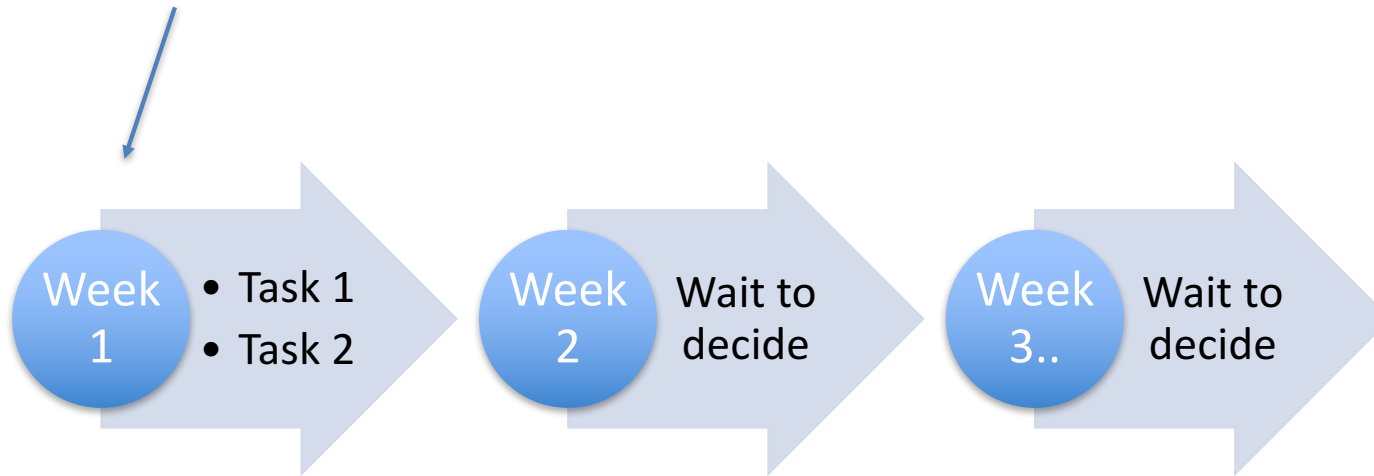 Week
1
• Task 1
• Task 2
Week
2
Wait to
decide
Week
3..
Wait to
decide